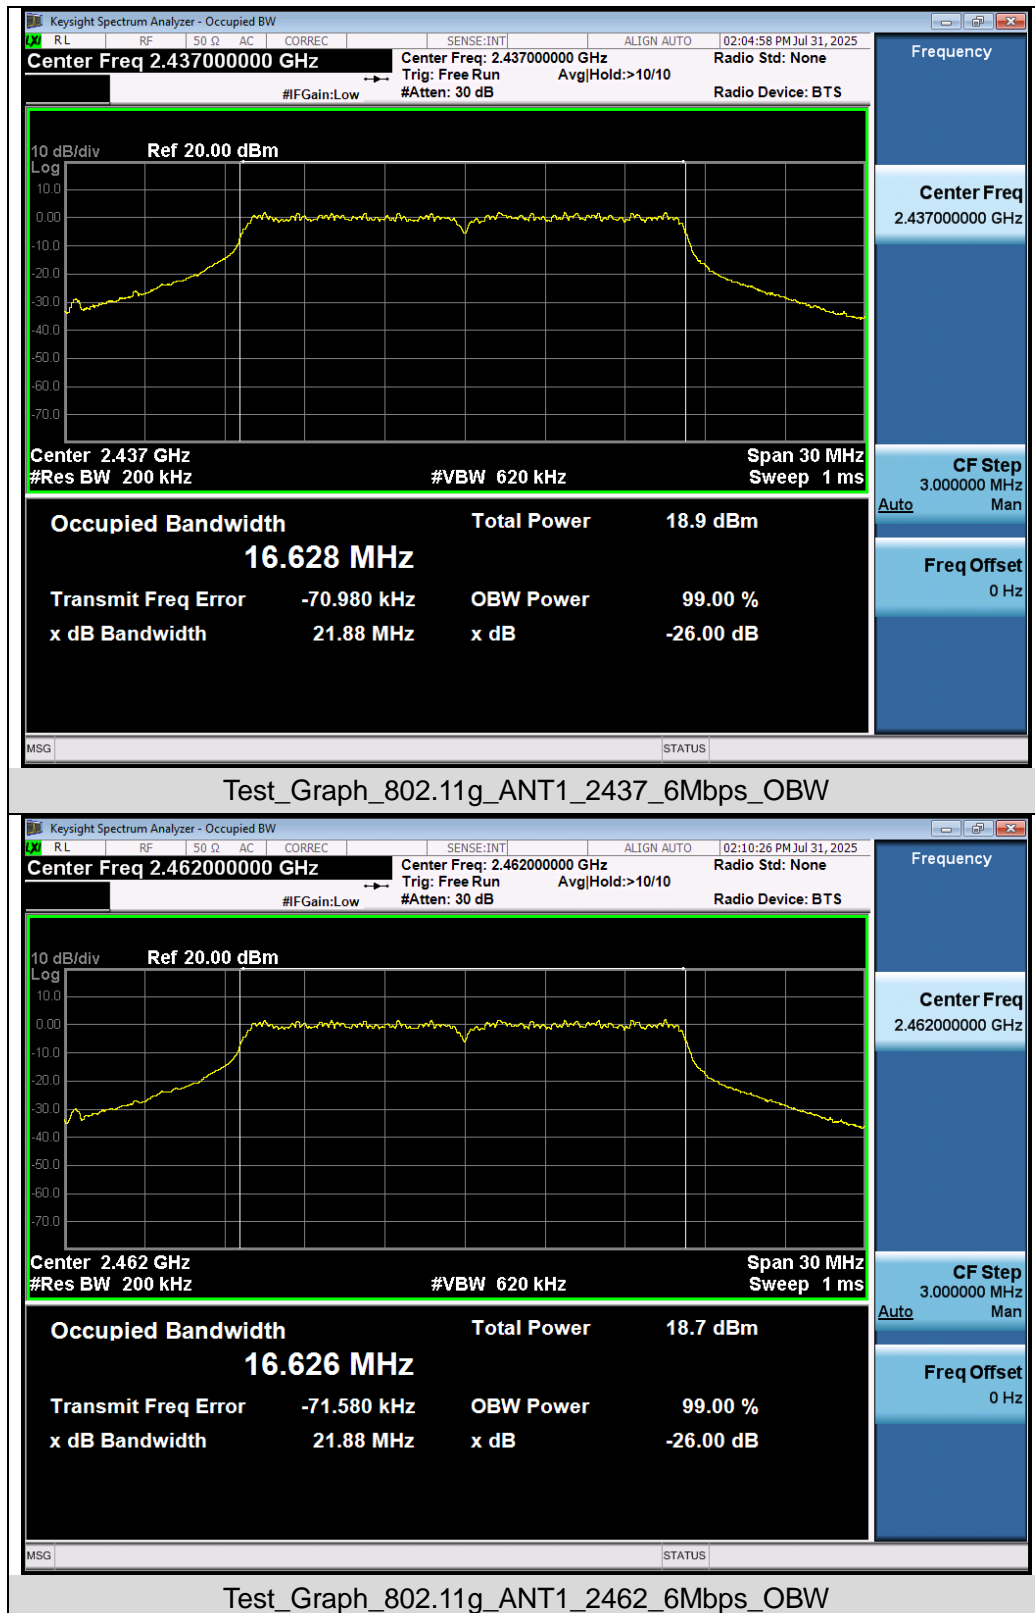 Keysight Spectrum Analyzer - Occupied BW
LXI RL RF 50 Ω AC CORREC SENSE:INT ALIGN AUTO 02:04:58 PM Jul 31, 2025
Center Freq 2.437000000 GHz
Center Freq: 2.437000000 GHz Radio Std: None
Trig: Free Run Avg|Hold:>10/10
#IFGain:Low #Atten: 30 dB Radio Device: BTS
Frequency
10 dB/div Ref 20.00 dBm
Log
10.0
0.00
-10.0
-20.0
-30.0
-40.0
-50.0
-60.0
-70.0
Center 2.437 GHz Span 30 MHz
#Res BW 200 kHz #VBW 620 kHz Sweep 1 ms
Center Freq
2.437000000 GHz
CF Step
3.000000 MHz
Auto Man
Freq Offset
0 Hz
Occupied Bandwidth Total Power 18.9 dBm
16.628 MHz
Transmit Freq Error -70.980 kHz OBW Power 99.00 %
x dB Bandwidth 21.88 MHz x dB -26.00 dB
MSG STATUS
Test_Graph_802.11g_ANT1_2437_6Mbps_OBW
Keysight Spectrum Analyzer - Occupied BW
LXI RL RF 50 Ω AC CORREC SENSE:INT ALIGN AUTO 02:10:26 PM Jul 31, 2025
Center Freq 2.462000000 GHz
Center Freq: 2.462000000 GHz Radio Std: None
Trig: Free Run Avg|Hold:>10/10
#IFGain:Low #Atten: 30 dB Radio Device: BTS
Frequency
10 dB/div Ref 20.00 dBm
Log
10.0
0.00
-10.0
-20.0
-30.0
-40.0
-50.0
-60.0
-70.0
Center 2.462 GHz Span 30 MHz
#Res BW 200 kHz #VBW 620 kHz Sweep 1 ms
Center Freq
2.462000000 GHz
CF Step
3.000000 MHz
Auto Man
Freq Offset
0 Hz
Occupied Bandwidth Total Power 18.7 dBm
16.626 MHz
Transmit Freq Error -71.580 kHz OBW Power 99.00 %
x dB Bandwidth 21.88 MHz x dB -26.00 dB
MSG STATUS
Test_Graph_802.11g_ANT1_2462_6Mbps_OBW